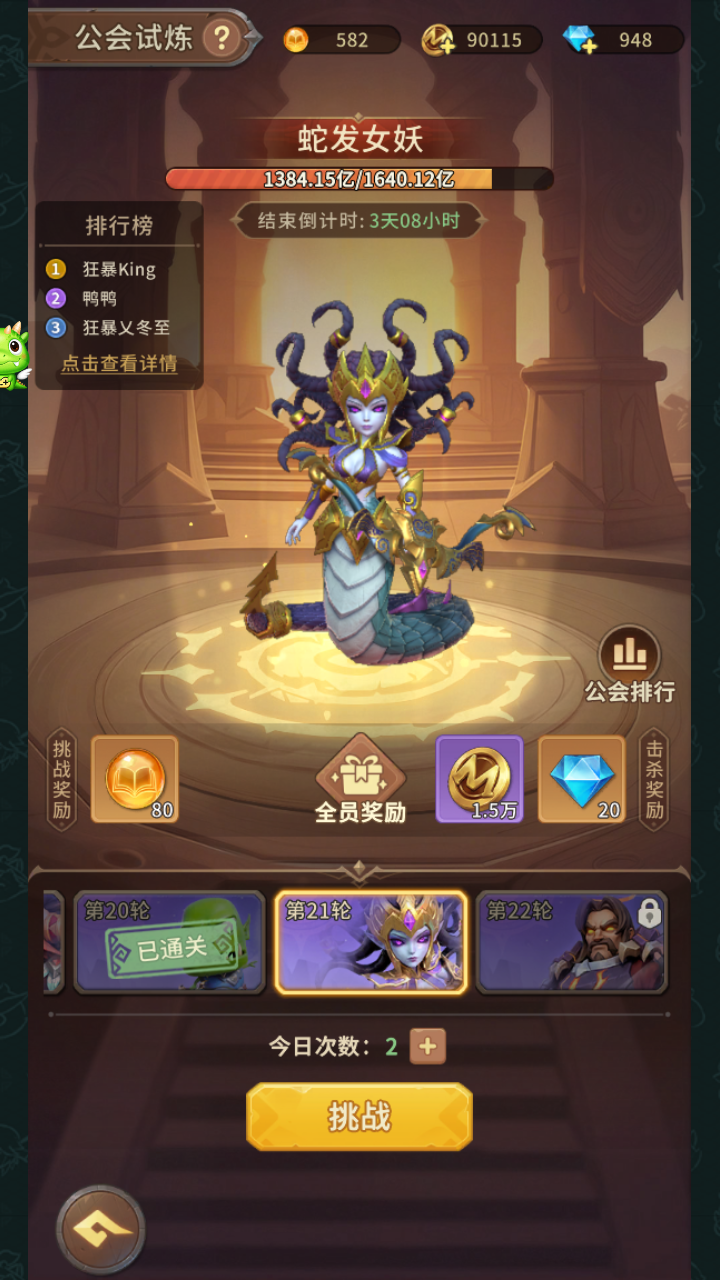 公会试炼 ? 582 90115 948
蛇发女妖
1384.15亿/1640.12亿
结束倒计时: 3天08小时
排行榜
1 狂暴King
2 鸭鸭
3 狂暴乂冬至
点击查看详情
公会排行
挑战奖励 80 全员奖励 1.5万 20 击杀奖励
第20轮 第21轮 第22轮
已通关
今日次数: 2 +
挑战